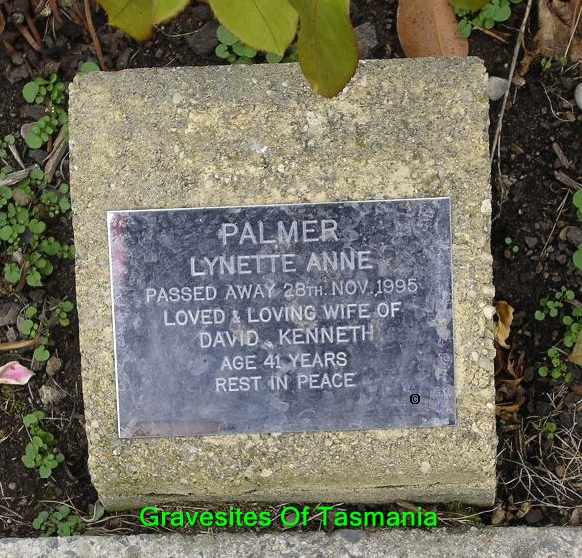 PALMER
LYNETTE ANNE
PASSED AWAY 28TH. NOV.,1995
LOVED & LOVING WIFE OF
DAVID KENNETH
AGE 41 YEARS
REST IN PEACE
G
Gravesites Of Tasmania